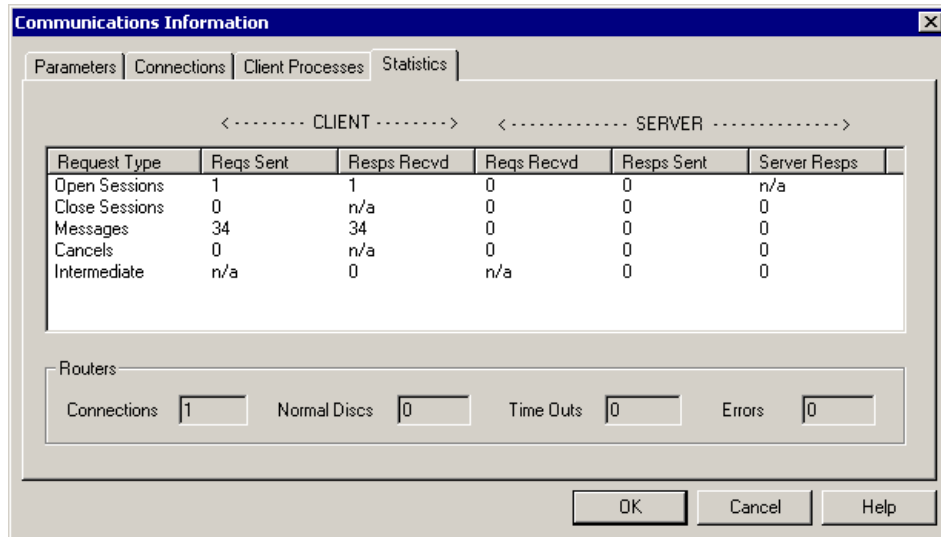 Communications Information
Parameters Connections Client Processes Statistics
<-------- CLIENT --------> <------------- SERVER -------------->
Request Type Reqs Sent Resps Recvd Reqs Recvd Resps Sent Server Resps
Open Sessions 1 1 0 0 n/a
Close Sessions 0 n/a 0 0 0
Messages 34 34 0 0 0
Cancels 0 n/a 0 0 0
Intermediate n/a 0 n/a 0 0
Routers
Connections 1 Normal Discs 0 Time Outs 0 Errors 0
OK Cancel Help